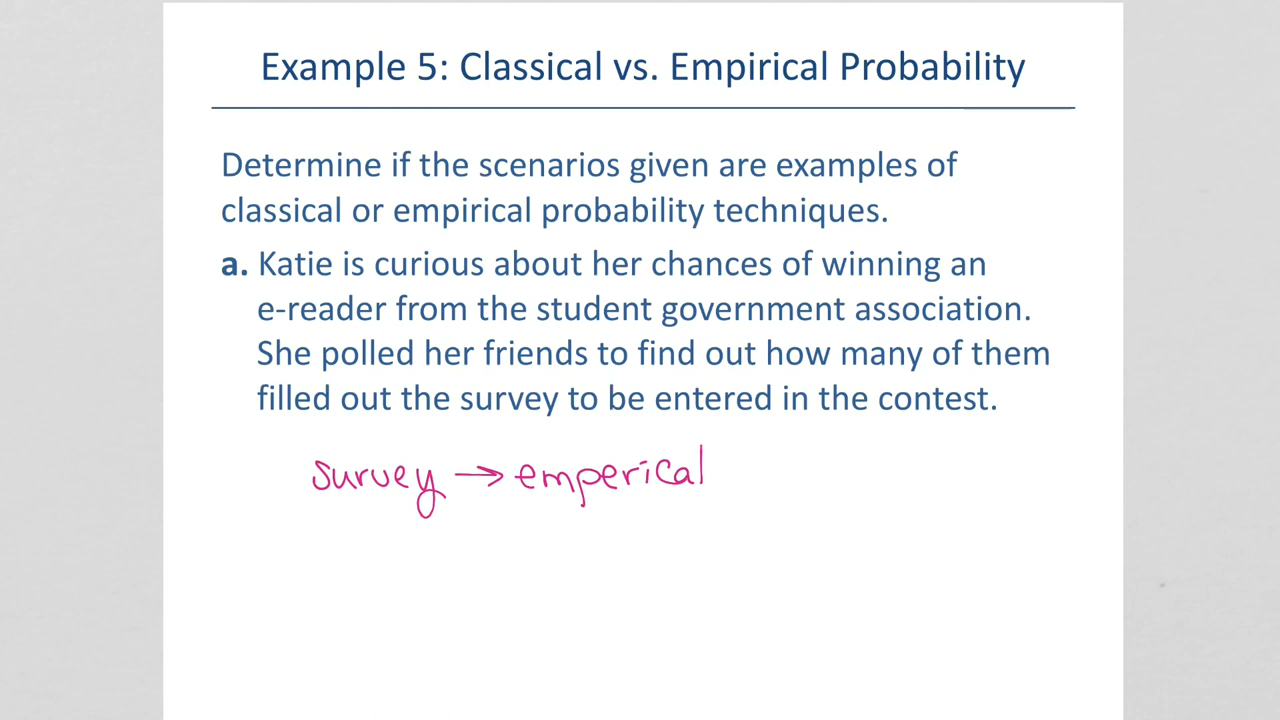 Example 5: Classical vs. Empirical Probability
Determine if the scenarios given are examples of
classical or empirical probability techniques.
a. Katie is curious about her chances of winning an
e-reader from the student government association.
She polled her friends to find out how many of them
filled out the survey to be entered in the contest.
survey → emperical